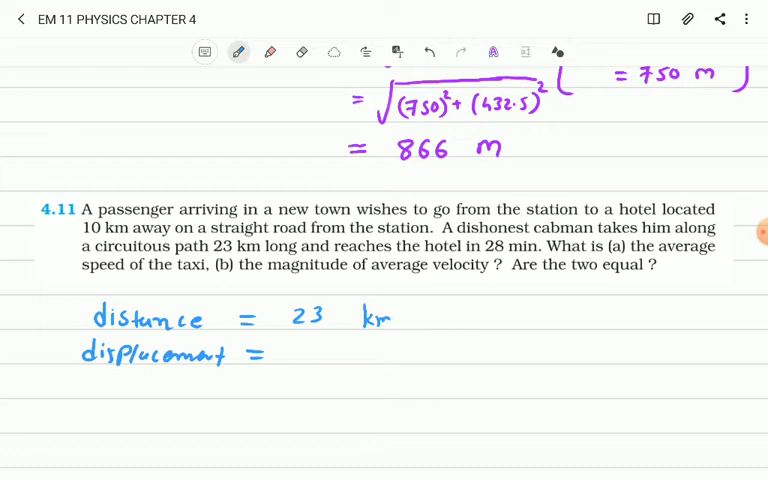 EM 11 PHYSICS CHAPTER 4
= 750 m )
= √(750)² + (432.5)² (
= 866 m
4.11 A passenger arriving in a new town wishes to go from the station to a hotel located
10 km away on a straight road from the station. A dishonest cabman takes him along
a circuitous path 23 km long and reaches the hotel in 28 min. What is (a) the average
speed of the taxi, (b) the magnitude of average velocity ? Are the two equal ?
distance = 23 km
displacement =